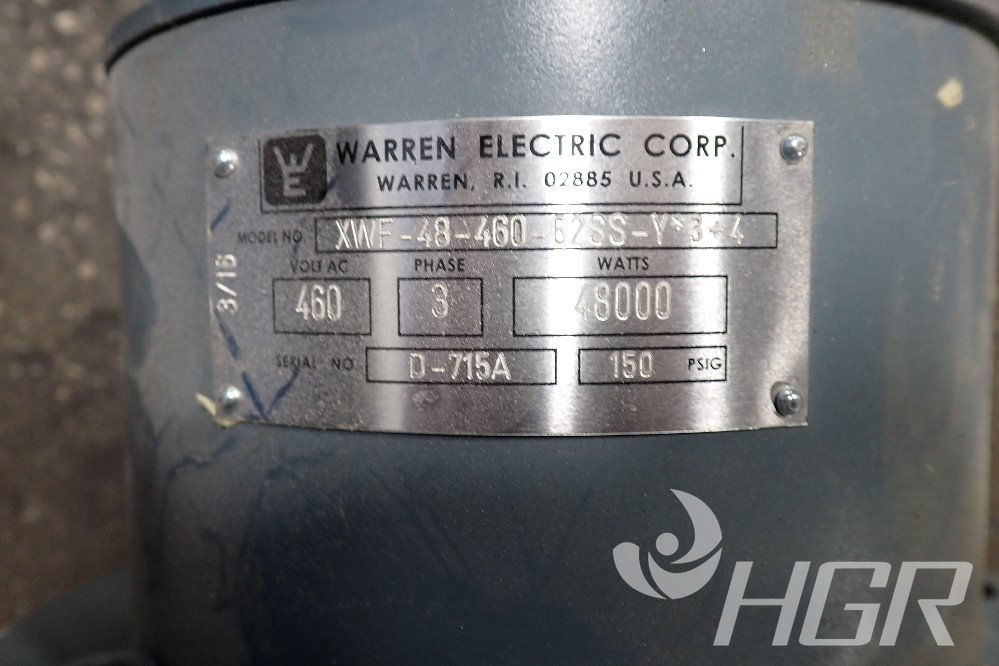 WE
WARREN ELECTRIC CORP.
WARREN, R.I. 02885 U.S.A.
MODEL NO. XWF-48-460-62SS-Y*3+4
VOLT AC PHASE WATTS
460 3 48000
SERIAL NO. D-715A 150 PSIG
3/16
HGR